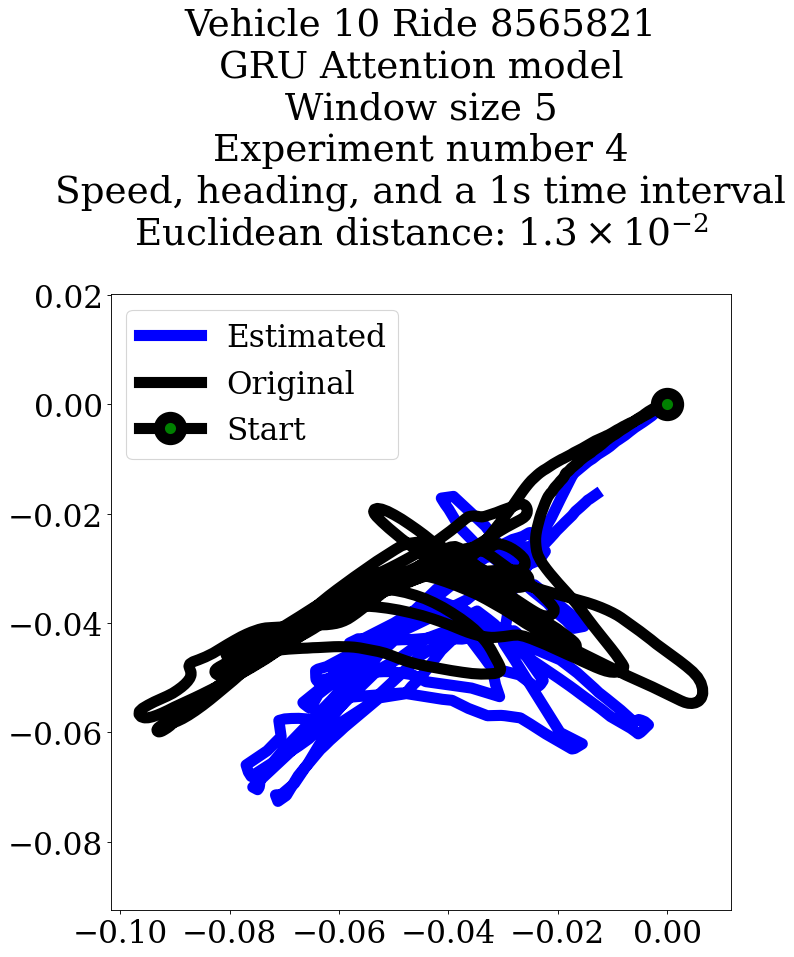 Vehicle 10 Ride 8565821
GRU Attention model
Window size 5
Experiment number 4
Speed, heading, and a 1s time interval
Euclidean distance: 1.3 × 10⁻²
0.02
Estimated
Original
Start
0.00
−0.02
−0.04
−0.06
−0.08
−0.10 −0.08 −0.06 −0.04 −0.02 0.00